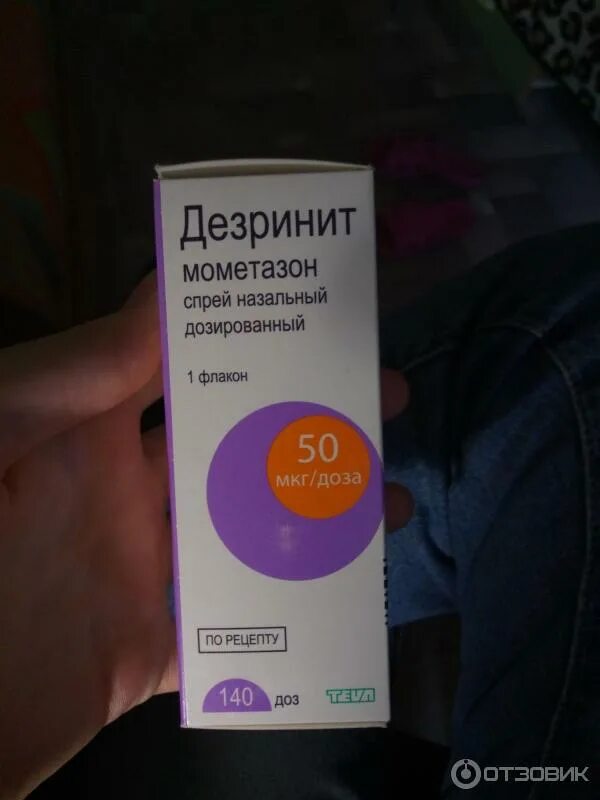 Дезринит
мометазон
спрей назальный
дозированный
1 флакон
50
мкг/доза
ПО РЕЦЕПТУ
140 доз
TEVA
ОТЗОВИК